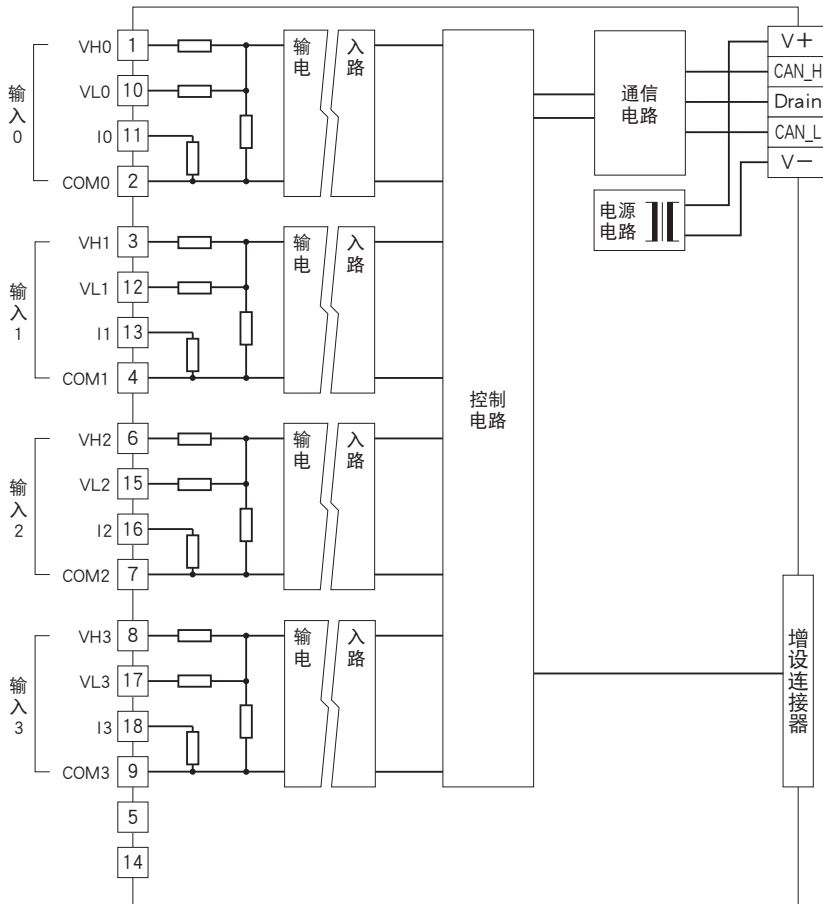 输入0
VH0 1
VL0 10
I0 11
COM0 2
输电 入路
输入1
VH1 3
VL1 12
I1 13
COM1 4
输电 入路
输入2
VH2 6
VL2 15
I2 16
COM2 7
输电 入路
输入3
VH3 8
VL3 17
I3 18
COM3 9
输电 入路
5
14
控制
电路
通信
电路
电源
电路
V+
CAN_H
Drain
CAN_L
V−
增设连接器